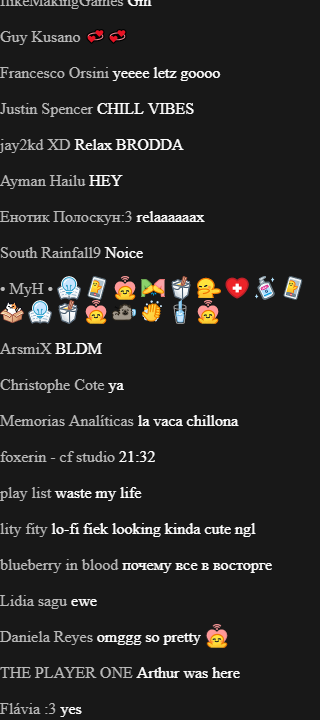 IlikeMakingGames Gm
Guy Kusano
Francesco Orsini yeeee letz goooo
Justin Spencer CHILL VIBES
jay2kd XD Relax BRODDA
Ayman Hailu HEY
Енотик Полоскун:3 relaaaaaax
South Rainfall9 Noice
• MyH •
ArsmiX BLDM
Christophe Cote ya
Memorias Analíticas la vaca chillona
foxerin - cf studio 21:32
play list waste my life
lity fity lo-fi fiek looking kinda cute ngl
blueberry in blood почему все в восторге
Lidia sagu ewe
Daniela Reyes omggg so pretty
THE PLAYER ONE Arthur was here
Flávia :3 yes